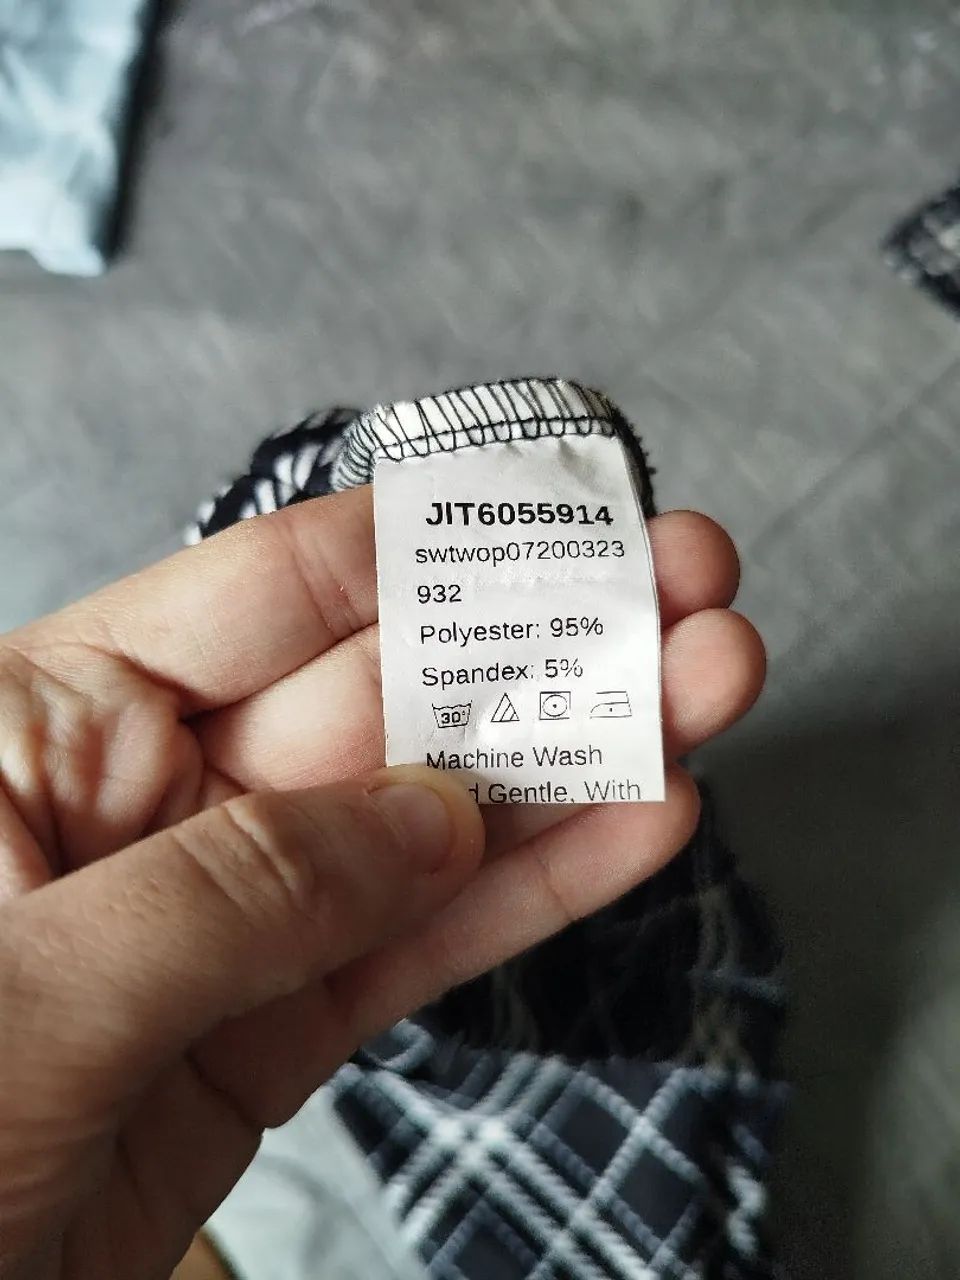 JIT6055914
swtwop07200323
932
Polyester: 95%
Spandex: 5%
30°
Machine Wash
Gentle, With